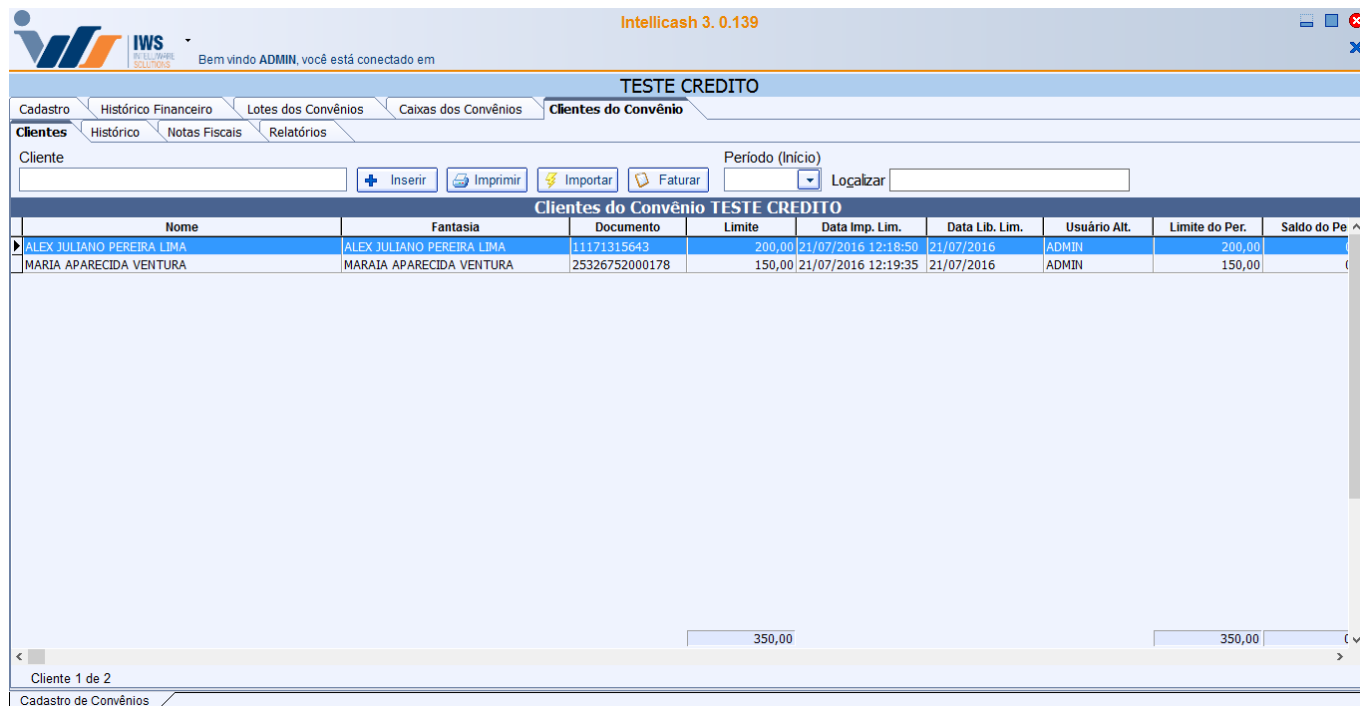 Intellicash 3. 0.139
IWS
INTELLIWARE
SOLUTIONS
Bem vindo ADMIN, você está conectado em
TESTE CREDITO
Cadastro Histórico Financeiro Lotes dos Convênios Caixas dos Convênios Clientes do Convênio
Clientes Histórico Notas Fiscais Relatórios
Cliente Período (Início)
Inserir Imprimir Importar Faturar Localizar
Clientes do Convênio TESTE CREDITO
Nome Fantasia Documento Limite Data Imp. Lim. Data Lib. Lim. Usuário Alt. Limite do Per. Saldo do Pe
ALEX JULIANO PEREIRA LIMA ALEX JULIANO PEREIRA LIMA 11171315643 200,00 21/07/2016 12:18:50 21/07/2016 ADMIN 200,00
MARIA APARECIDA VENTURA MARAIA APARECIDA VENTURA 25326752000178 150,00 21/07/2016 12:19:35 21/07/2016 ADMIN 150,00
350,00 350,00
Cliente 1 de 2
Cadastro de Convênios